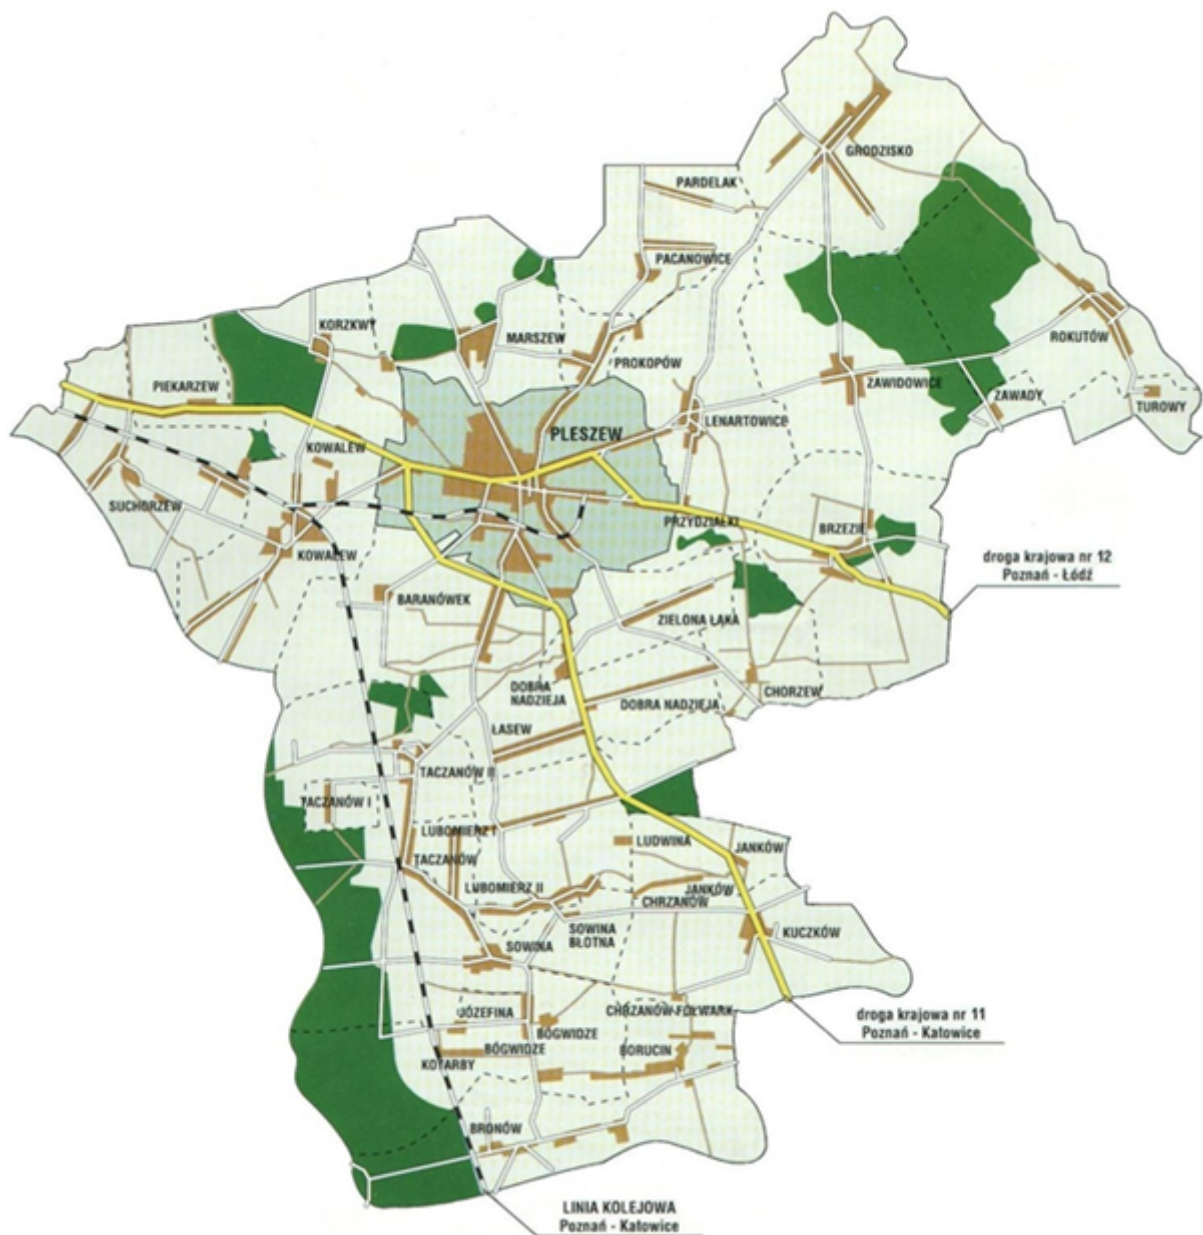 GRODZISKO
PARDELAK
PACANOWICE
KORZKWY
MARSZEW
PROKOPÓW
ROKUTÓW
PIEKARZEW
ZAWIDOWICE
ZAWADY
TUROWY
LENARTOWICE
PLESZEW
KOWALEW
SUCHORZEW
PRZYDZIAŁKI
BRZEZIE
KOWALEW
droga krajowa nr 12
Poznań - Łódź
BARANÓWEK
ZIELONA ŁĄKA
DOBRA
NADZIEJA
CHORZEW
DOBRA NADZIEJA
ŁASEW
TACZANÓW II
TACZANÓW I
LUBOMIERZ I
LUDWINA
JANKÓW
TACZANÓW
LUBOMIERZ II
JANKÓW
CHRZANÓW
SOWINA
BŁOTNA
KUCZKÓW
SOWINA
JÓZEFINA
CHRZANÓW-FOLWARK
droga krajowa nr 11
Poznań - Katowice
BÓGWIDZE
BÓGWIDZE
BORUCIN
KOTARBY
BRONÓW
LINIA KOLEJOWA
Poznań - Katowice